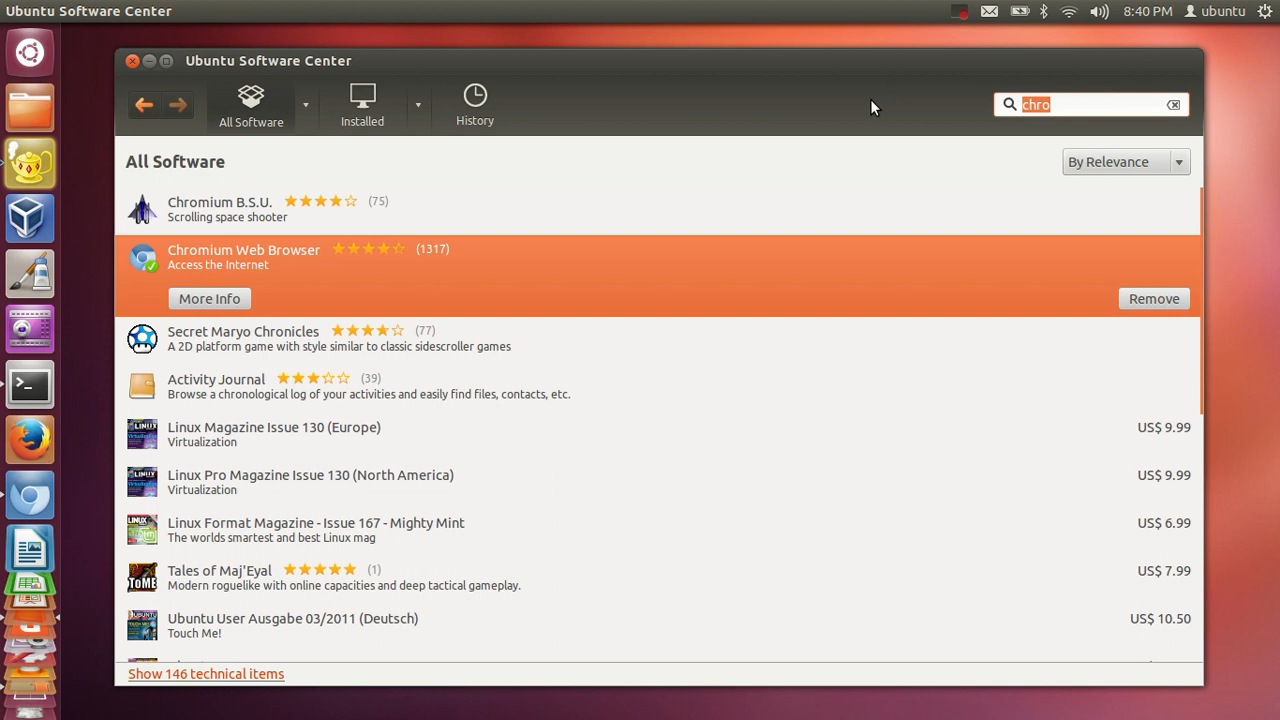 Ubuntu Software Center
8:40 PM
ubuntu
Ubuntu Software Center
All Software
Installed
History
chro
All Software
By Relevance
Chromium B.S.U. (75)
Scrolling space shooter
Chromium Web Browser (1317)
Access the Internet
More Info
Remove
Secret Maryo Chronicles (77)
A 2D platform game with style similar to classic sidescroller games
Activity Journal (39)
Browse a chronological log of your activities and easily find files, contacts, etc.
Linux Magazine Issue 130 (Europe) US$ 9.99
Virtualization
Linux Pro Magazine Issue 130 (North America) US$ 9.99
Virtualization
Linux Format Magazine - Issue 167 - Mighty Mint US$ 6.99
The worlds smartest and best Linux mag
Tales of Maj'Eyal (1) US$ 7.99
Modern roguelike with online capacities and deep tactical gameplay.
Ubuntu User Ausgabe 03/2011 (Deutsch) US$ 10.50
Touch Me!
Show 146 technical items